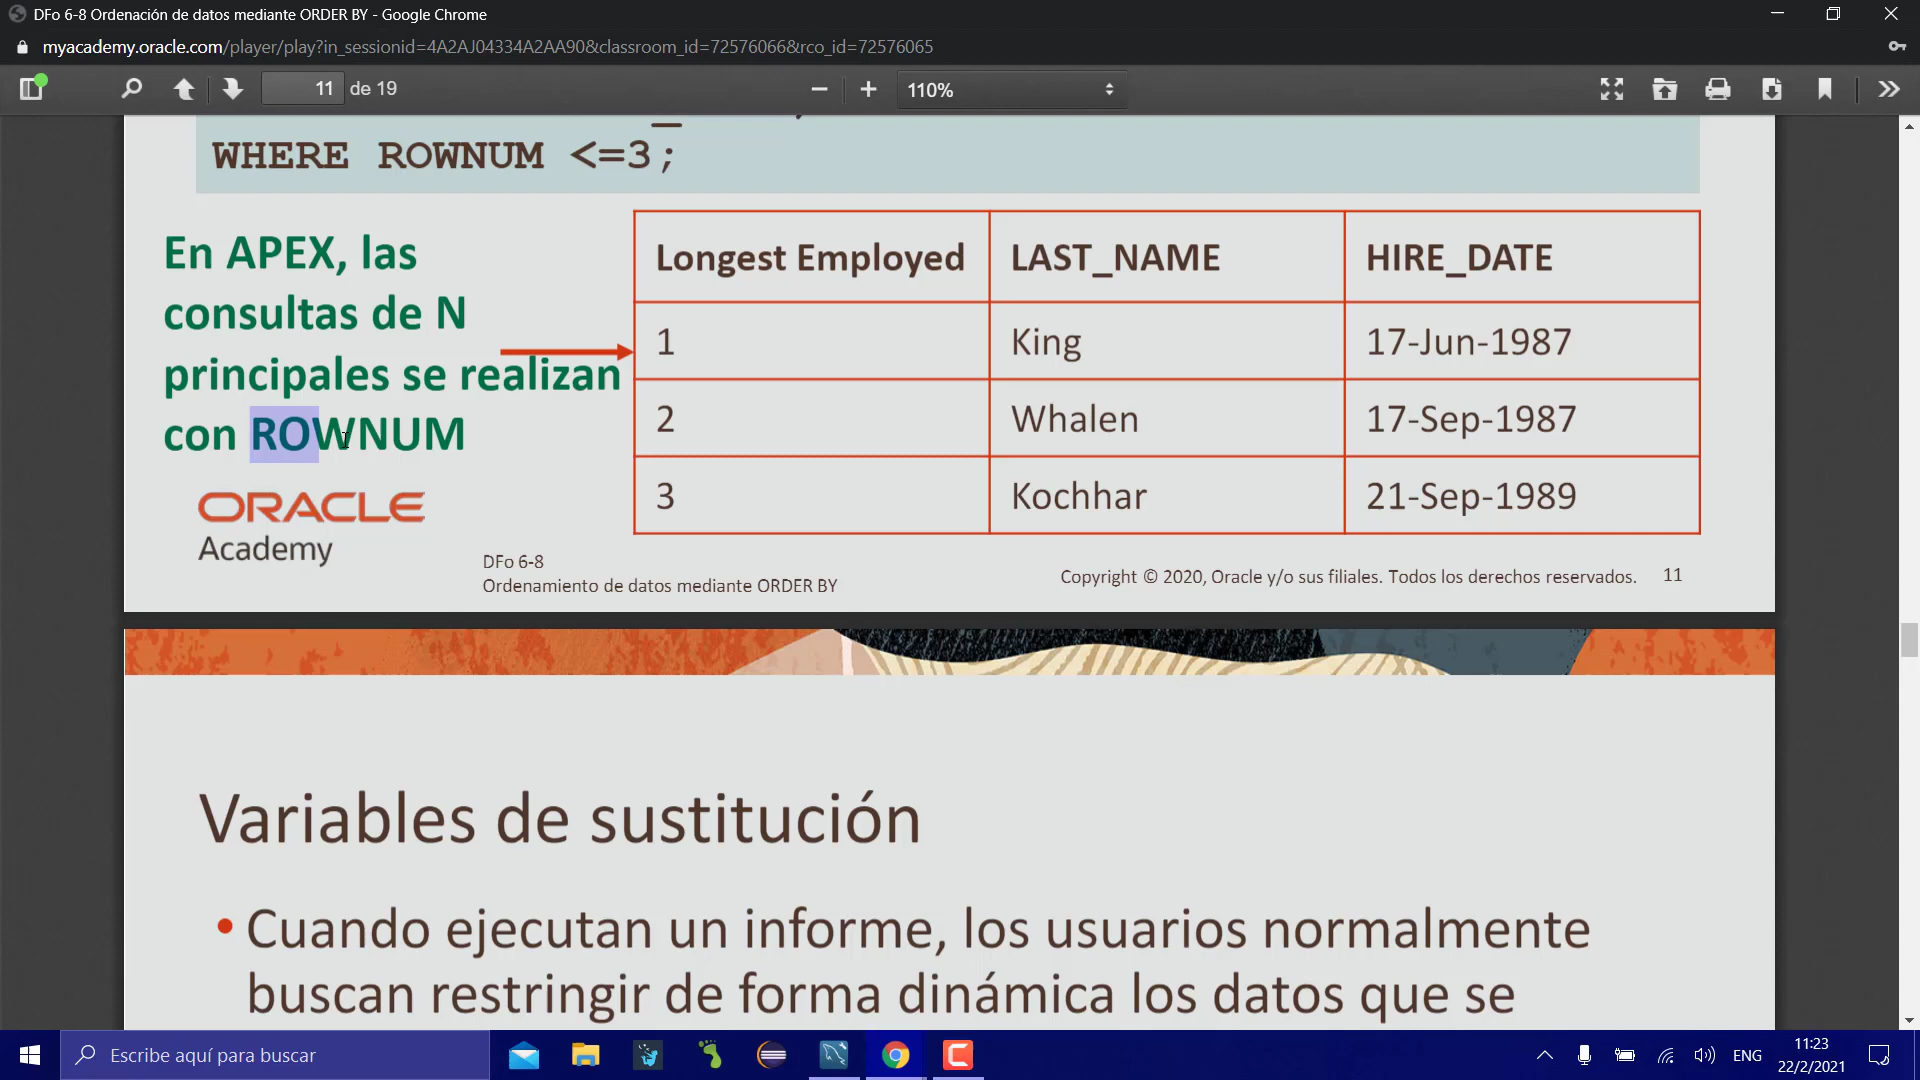 DFo 6-8 Ordenación de datos mediante ORDER BY - Google Chrome
myacademy.oracle.com/player/play?in_sessionid=4A2AJ04334A2AA90&classroom_id=72576066&rco_id=72576065
11 de 19
110%
WHERE ROWNUM <=3;
En APEX, las
consultas de N
principales se realizan
con ROWNUM
Longest Employed LAST_NAME HIRE_DATE
1 King 17-Jun-1987
2 Whalen 17-Sep-1987
3 Kochhar 21-Sep-1989
ORACLE
Academy
DFo 6-8
Ordenamiento de datos mediante ORDER BY
Copyright © 2020, Oracle y/o sus filiales. Todos los derechos reservados. 11
Variables de sustitución
• Cuando ejecutan un informe, los usuarios normalmente
buscan restringir de forma dinámica los datos que se
Escribe aquí para buscar
ENG
11:23
22/2/2021